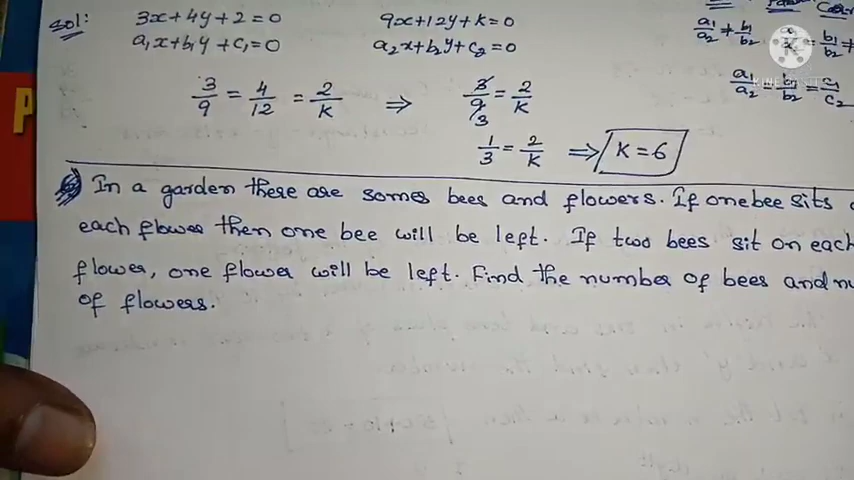 Sol:
3x+4y+2=0 9x+12y+k=0
a₁x+b₁y+c₁=0 a₂x+b₂y+c₂=0
a₁/a₂ ≠ b₁/b₂
3/9 = 4/12 = 2/K ⇒ 3/9 = 2/K
a₁/a₂ = b₁/b₂ = c₁/c₂
1/3 = 2/K ⇒ K=6
In a garden there are somes bees and flowers. If one bee sits
each flower then one bee will be left. If two bees sit on each
flower, one flower will be left. Find the number of bees and nu
of flowers.
P
KINEMASTER